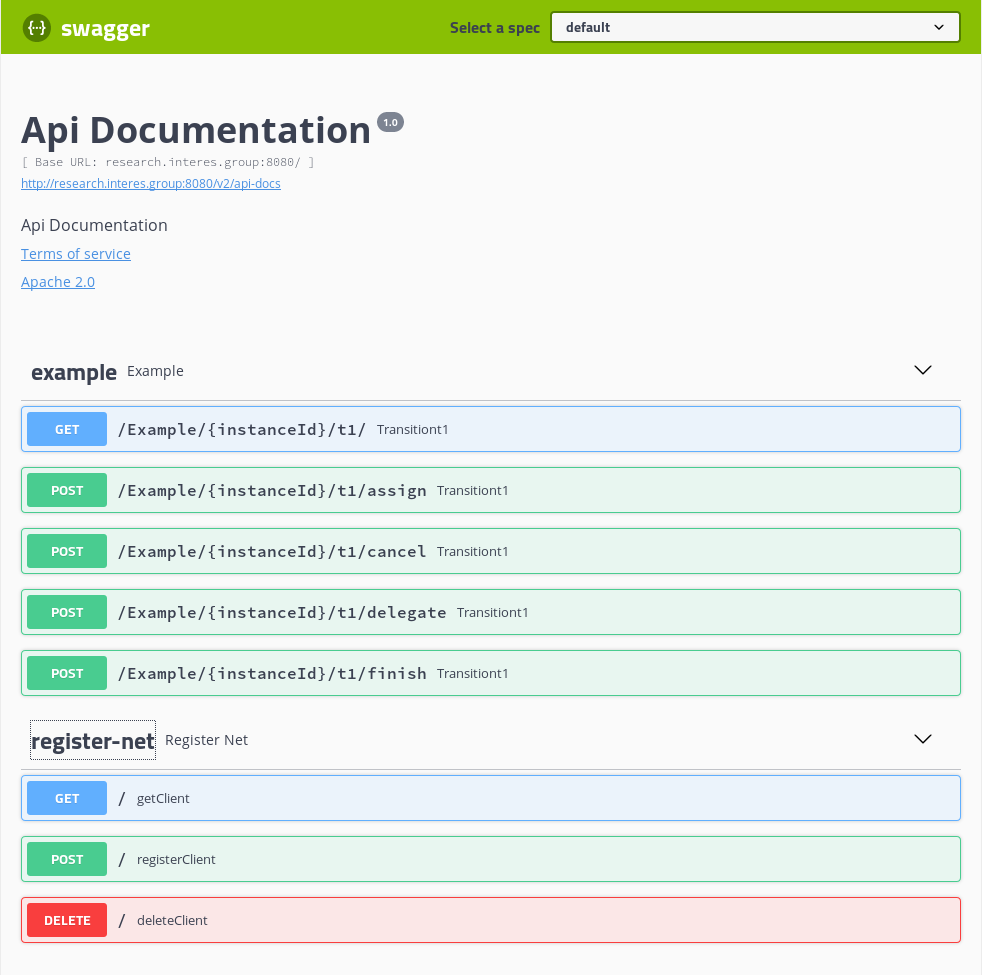 {···} swagger Select a spec default
Api Documentation 1.0
[ Base URL: research.interes.group:8080/ ]
http://research.interes.group:8080/v2/api-docs
Api Documentation
Terms of service
Apache 2.0
example Example
GET /Example/{instanceId}/t1/ Transitiont1
POST /Example/{instanceId}/t1/assign Transitiont1
POST /Example/{instanceId}/t1/cancel Transitiont1
POST /Example/{instanceId}/t1/delegate Transitiont1
POST /Example/{instanceId}/t1/finish Transitiont1
register-net Register Net
GET / getClient
POST / registerClient
DELETE / deleteClient